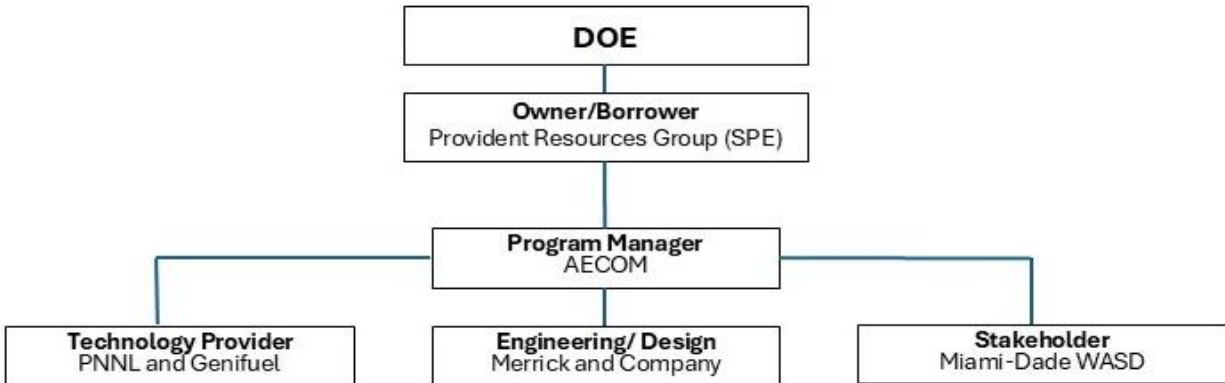 DOE
Owner/Borrower
Provident Resources Group (SPE)
Program Manager
AECOM
Technology Provider
PNNL and Genifuel
Engineering/ Design
Merrick and Company
Stakeholder
Miami-Dade WASD